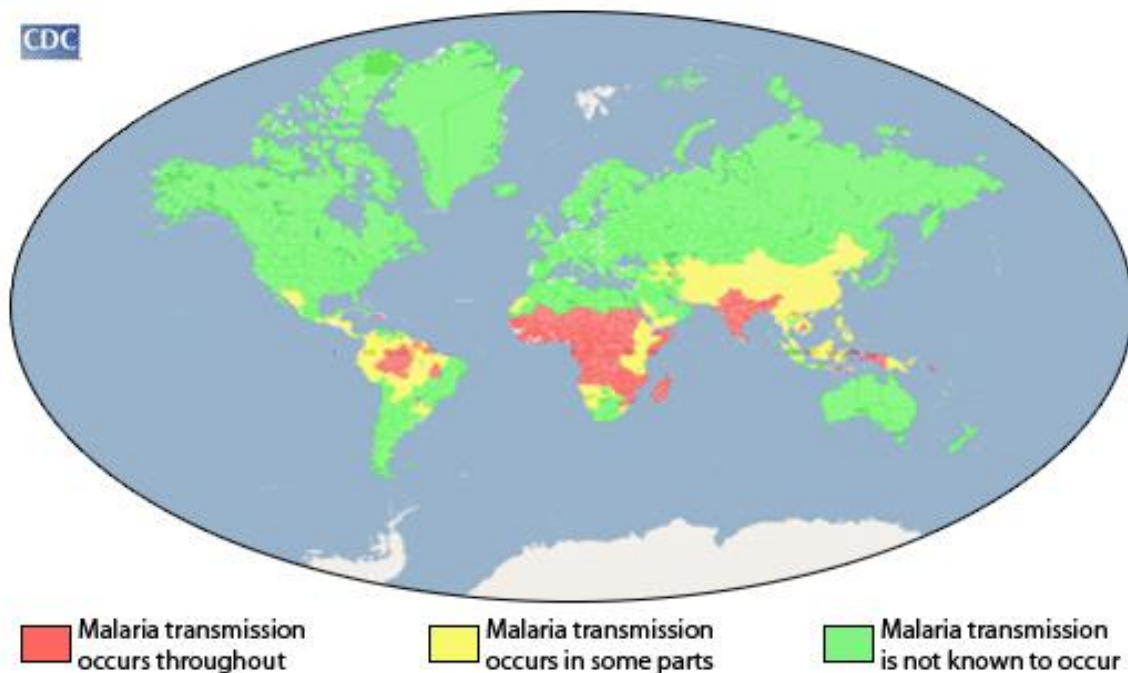 CDC
Malaria transmission
occurs throughout
Malaria transmission
occurs in some parts
Malaria transmission
is not known to occur